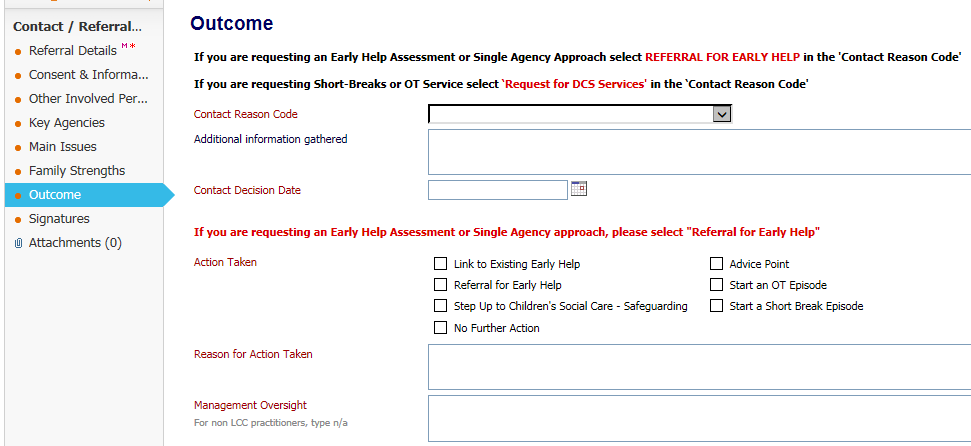 Contact / Referral...
Referral Details M *
Consent & Informa...
Other Involved Per...
Key Agencies
Main Issues
Family Strengths
Outcome
Signatures
Attachments (0)
Outcome
If you are requesting an Early Help Assessment or Single Agency Approach select REFERRAL FOR EARLY HELP in the 'Contact Reason Code'
If you are requesting Short-Breaks or OT Service select 'Request for DCS Services' in the 'Contact Reason Code'
Contact Reason Code
Additional information gathered
Contact Decision Date
If you are requesting an Early Help Assessment or Single Agency approach, please select "Referral for Early Help"
Action Taken
Link to Existing Early Help
Advice Point
Referral for Early Help
Start an OT Episode
Step Up to Children's Social Care - Safeguarding
Start a Short Break Episode
No Further Action
Reason for Action Taken
Management Oversight
For non LCC practitioners, type n/a